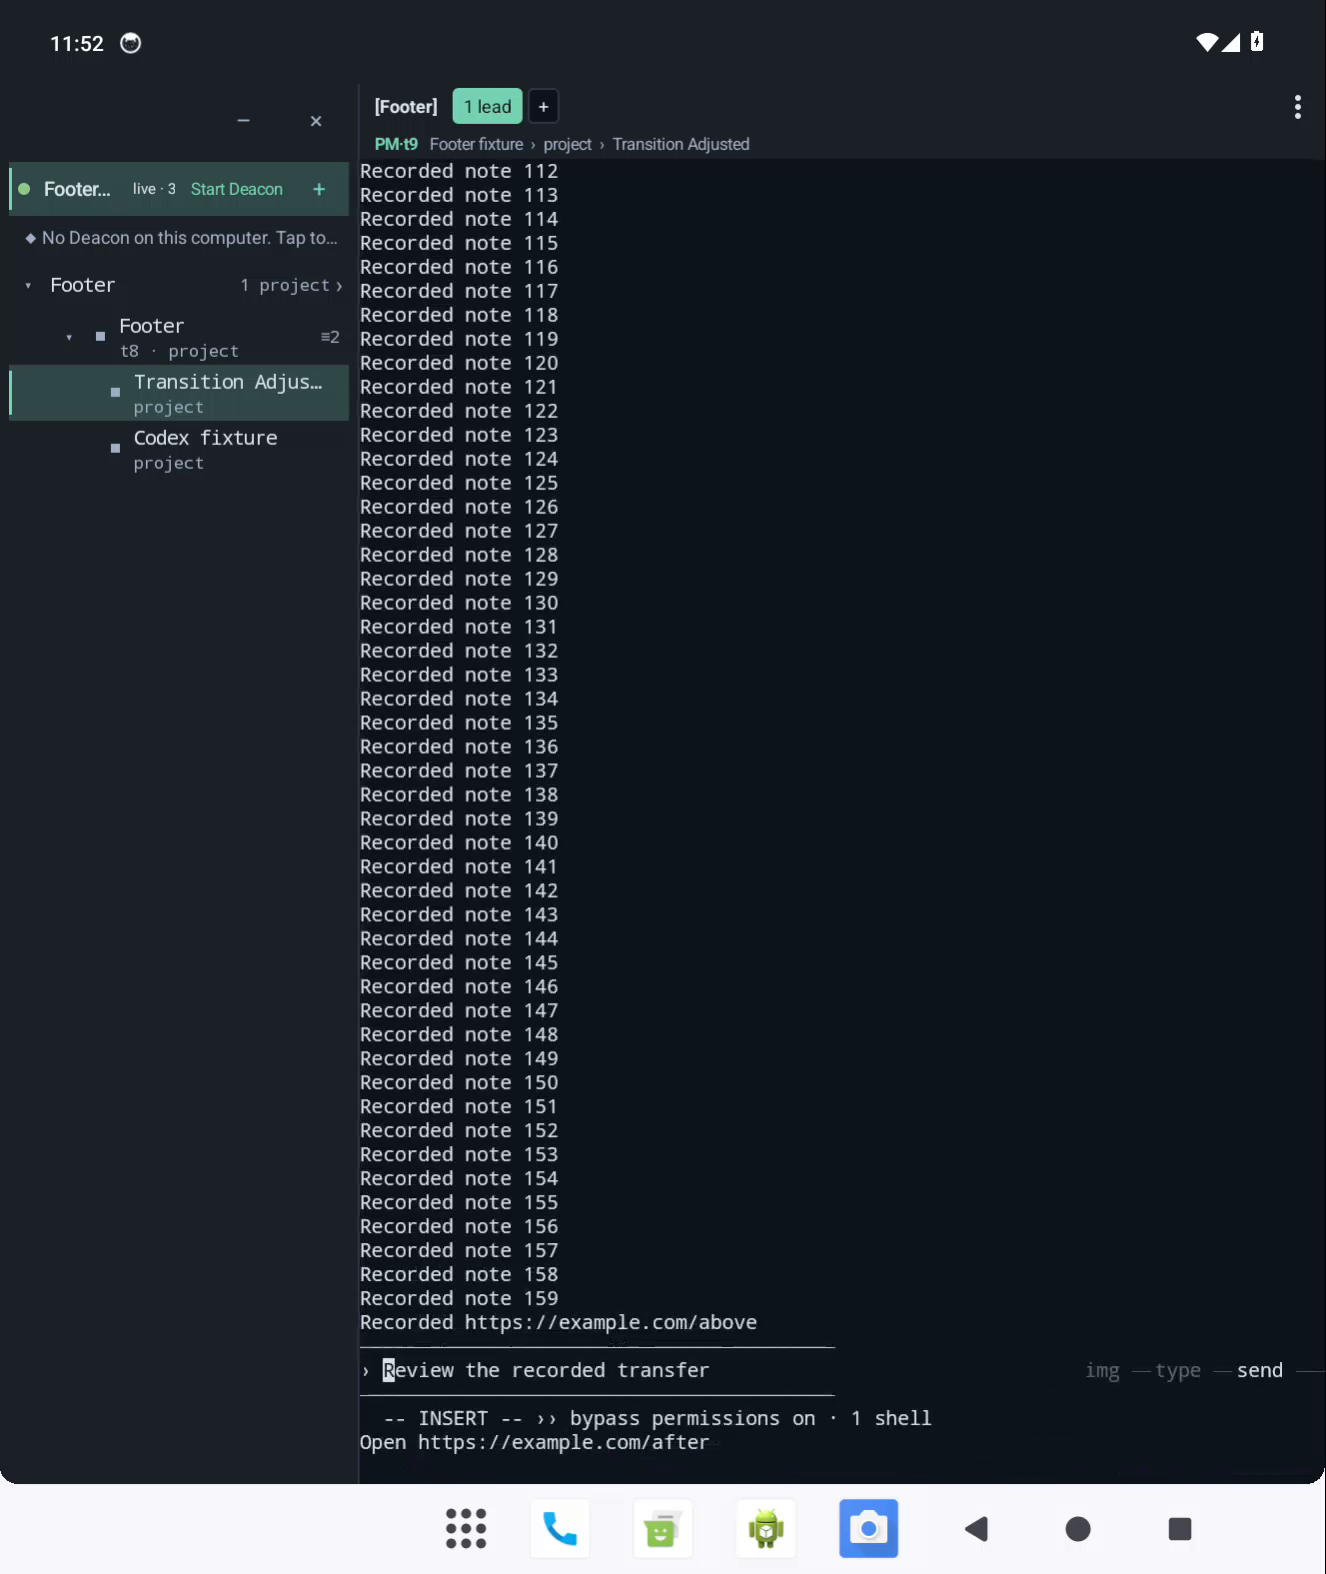 11:52
[Footer] 1 lead +
PM·t9 Footer fixture › project › Transition Adjusted
Footer... live · 3 Start Deacon +
◆ No Deacon on this computer. Tap to...
▾ Footer 1 project ›
▾ Footer ≡2
t8 · project
Transition Adjus…
project
Codex fixture
project
Recorded note 112
Recorded note 113
Recorded note 114
Recorded note 115
Recorded note 116
Recorded note 117
Recorded note 118
Recorded note 119
Recorded note 120
Recorded note 121
Recorded note 122
Recorded note 123
Recorded note 124
Recorded note 125
Recorded note 126
Recorded note 127
Recorded note 128
Recorded note 129
Recorded note 130
Recorded note 131
Recorded note 132
Recorded note 133
Recorded note 134
Recorded note 135
Recorded note 136
Recorded note 137
Recorded note 138
Recorded note 139
Recorded note 140
Recorded note 141
Recorded note 142
Recorded note 143
Recorded note 144
Recorded note 145
Recorded note 146
Recorded note 147
Recorded note 148
Recorded note 149
Recorded note 150
Recorded note 151
Recorded note 152
Recorded note 153
Recorded note 154
Recorded note 155
Recorded note 156
Recorded note 157
Recorded note 158
Recorded note 159
Recorded https://example.com/above
› Review the recorded transfer img — type — send —
-- INSERT -- ›› bypass permissions on · 1 shell
Open https://example.com/after